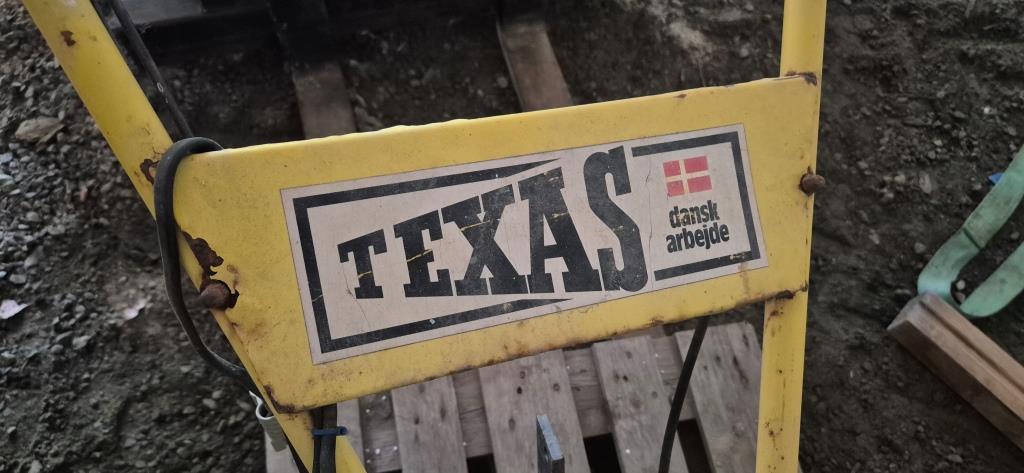 TEXAS
dansk
arbejde